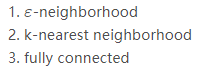 1. ε-neighborhood
2. k-nearest neighborhood
3. fully connected